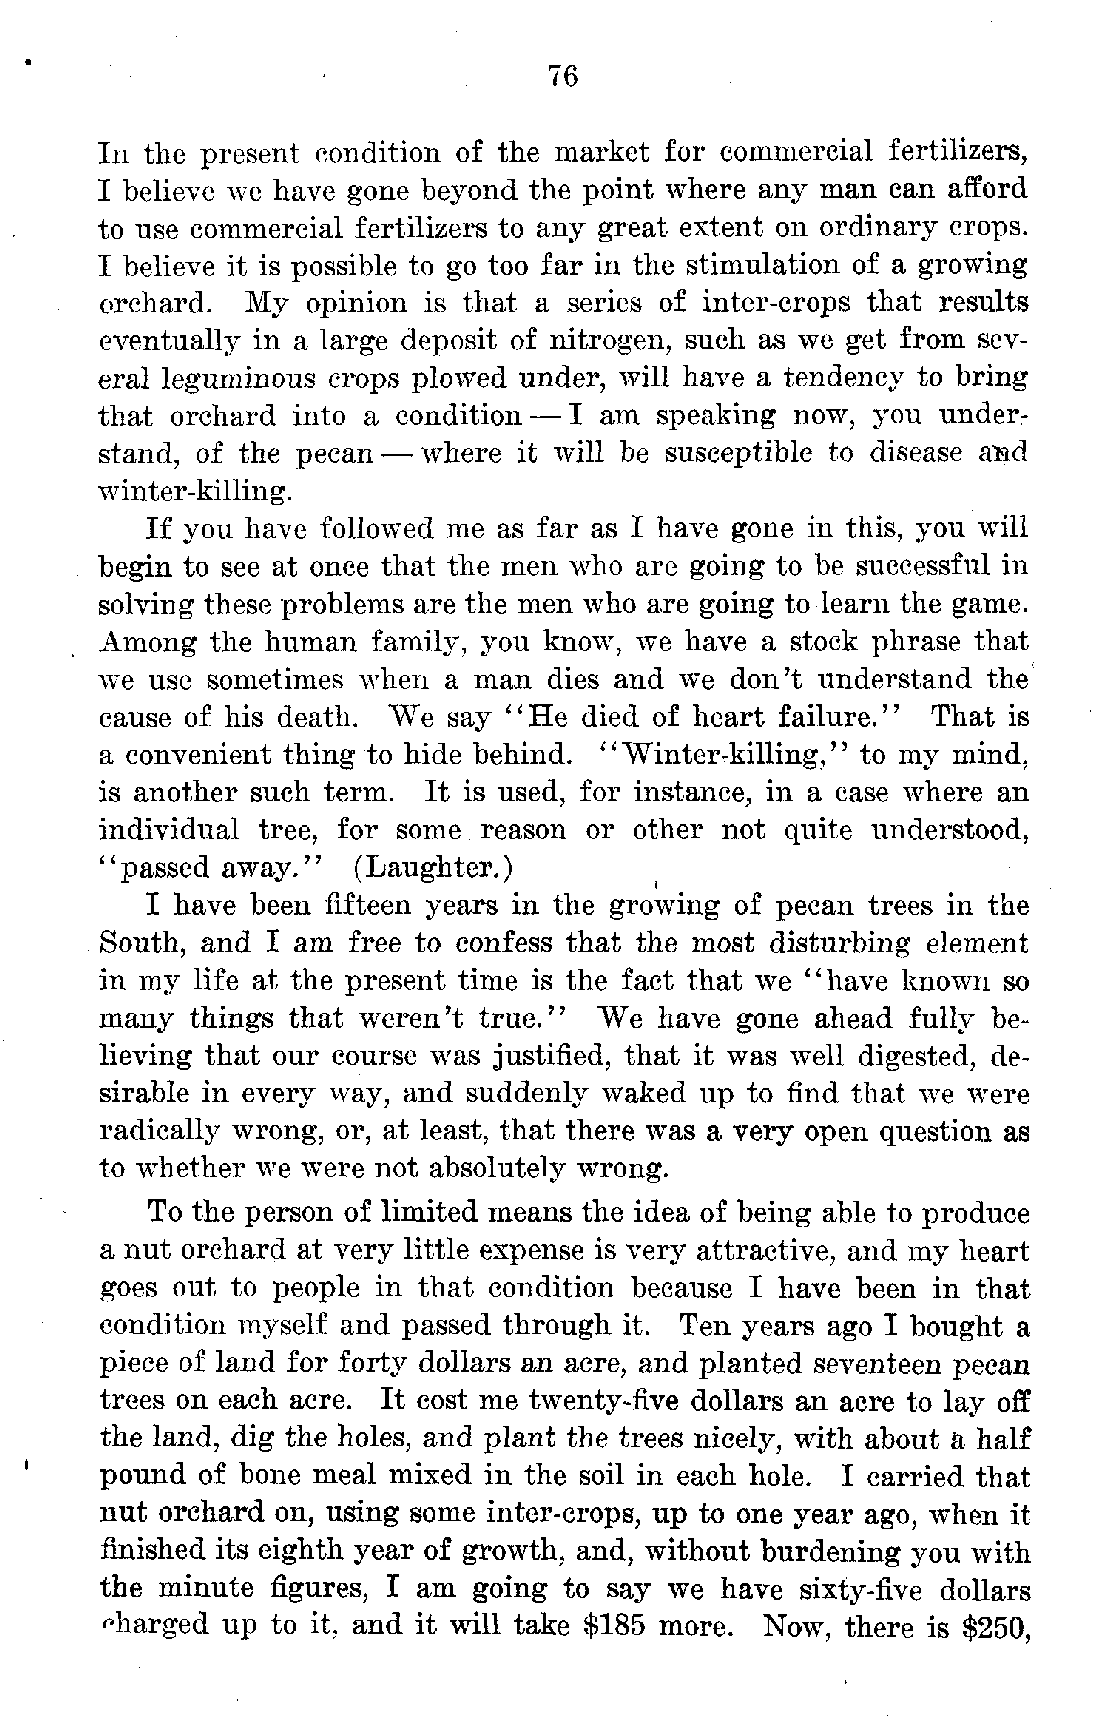 76
In the present condition of the market for commercial fertilizers,
I believe we have gone beyond the point where any man can afford
to use commercial fertilizers to any great extent on ordinary crops.
I believe it is possible to go too far in the stimulation of a growing
orchard. My opinion is that a series of inter-crops that results
eventually in a large deposit of nitrogen, such as we get from sev-
eral leguminous crops plowed under, will have a tendency to bring
that orchard into a condition — I am speaking now, you under-
stand, of the pecan — where it will be susceptible to disease and
winter-killing.
If you have followed me as far as I have gone in this, you will
begin to see at once that the men who are going to be successful in
solving these problems are the men who are going to learn the game.
Among the human family, you know, we have a stock phrase that
we use sometimes when a man dies and we don't understand the
cause of his death. We say "He died of heart failure." That is
a convenient thing to hide behind. "Winter-killing," to my mind,
is another such term. It is used, for instance, in a case where an
individual tree, for some reason or other not quite understood,
"passed away." (Laughter.)
I have been fifteen years in the growing of pecan trees in the
South, and I am free to confess that the most disturbing element
in my life at the present time is the fact that we "have known so
many things that weren't true." We have gone ahead fully be-
lieving that our course was justified, that it was well digested, de-
sirable in every way, and suddenly waked up to find that we were
radically wrong, or, at least, that there was a very open question as
to whether we were not absolutely wrong.
To the person of limited means the idea of being able to produce
a nut orchard at very little expense is very attractive, and my heart
goes out to people in that condition because I have been in that
condition myself and passed through it. Ten years ago I bought a
piece of land for forty dollars an acre, and planted seventeen pecan
trees on each acre. It cost me twenty-five dollars an acre to lay off
the land, dig the holes, and plant the trees nicely, with about a half
pound of bone meal mixed in the soil in each hole. I carried that
nut orchard on, using some inter-crops, up to one year ago, when it
finished its eighth year of growth, and, without burdening you with
the minute figures, I am going to say we have sixty-five dollars
charged up to it, and it will take $185 more. Now, there is $250,